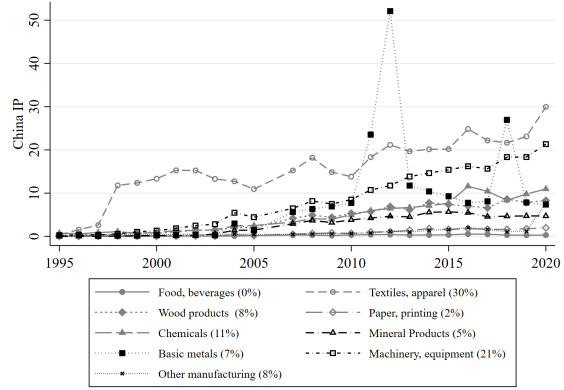 50
40
30
20
10
0
China IP
1995 2000 2005 2010 2015 2020
Food, beverages (0%) Textiles, apparel (30%)
Wood products (8%) Paper, printing (2%)
Chemicals (11%) Mineral Products (5%)
Basic metals (7%) Machinery, equipment (21%)
Other manufacturing (8%)